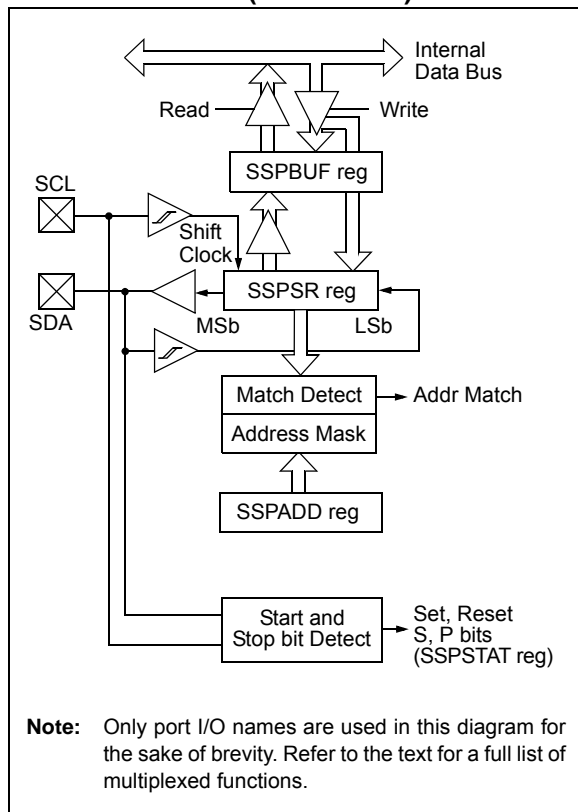 Internal
Data Bus
Read
Write
SSPBUF reg
SCL
Shift
Clock
SSPSR reg
SDA
MSb
LSb
Match Detect
Addr Match
Address Mask
SSPADD reg
Start and
Stop bit Detect
Set, Reset
S, P bits
(SSPSTAT reg)
Note: Only port I/O names are used in this diagram for
the sake of brevity. Refer to the text for a full list of
multiplexed functions.